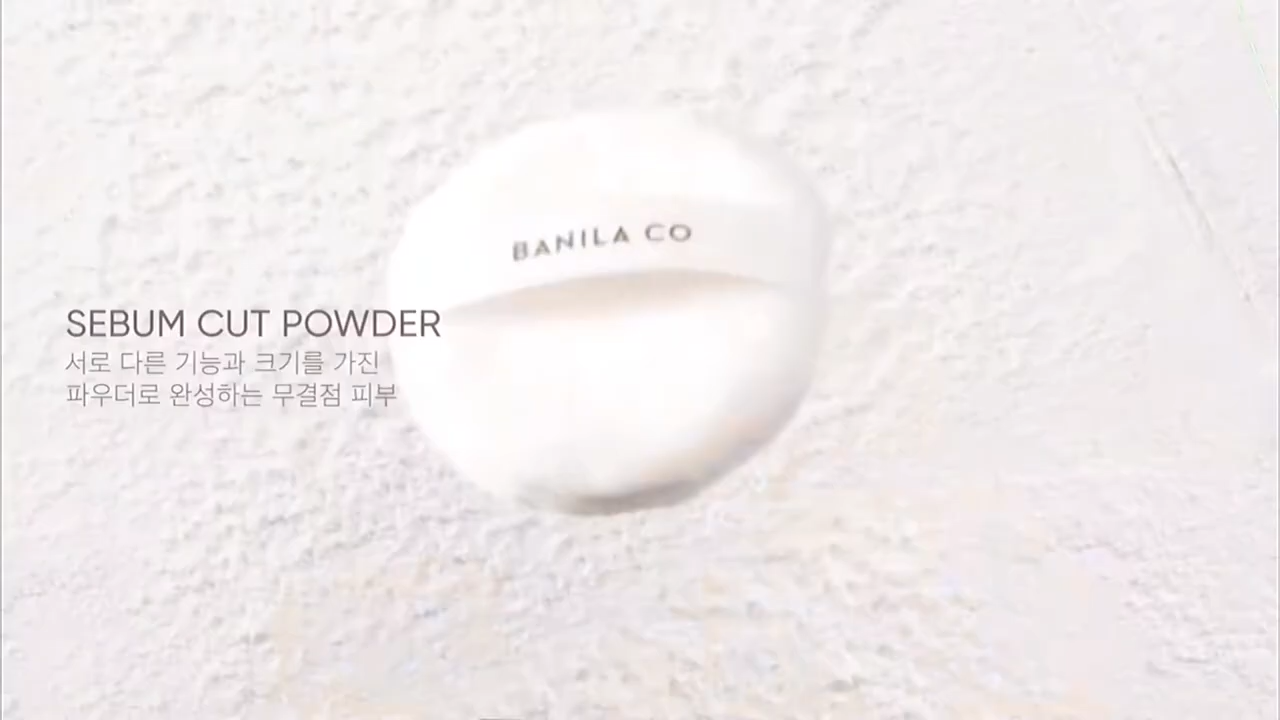 BANILA CO
SEBUM CUT POWDER
서로 다른 기능과 크기를 가진
파우더로 완성하는 무결점 피부